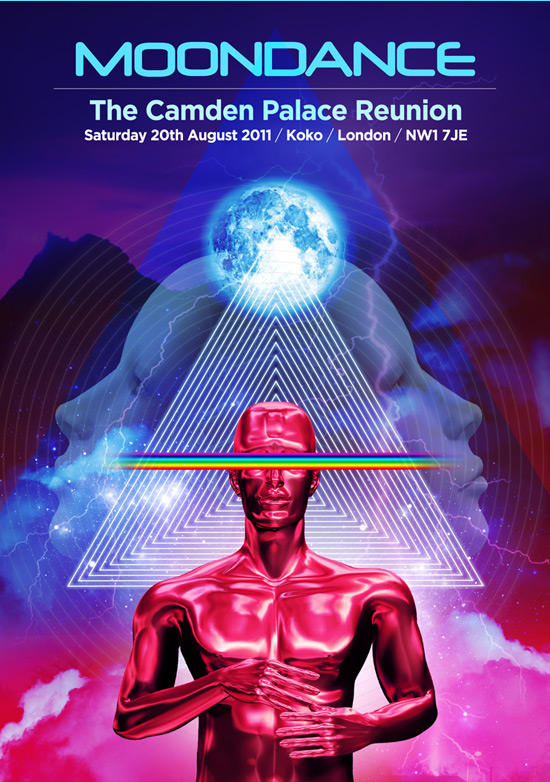 MOONDANCE
The Camden Palace Reunion
Saturday 20th August 2011 / Koko / London / NW1 7JE